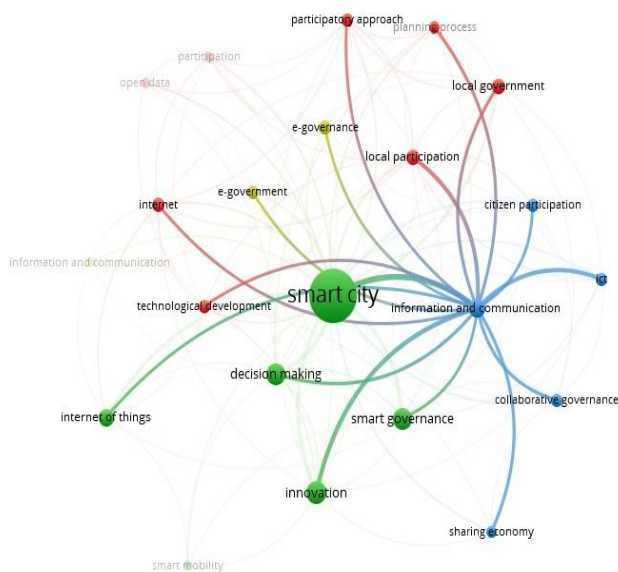 participatory approach
planning process
participation
open data
local government
e-governance
local participation
e-government
internet
citizen participation
information and communication
ict
smart city
technological development
information and communication
decision making
collaborative governance
internet of things
smart governance
innovation
sharing economy
smart mobility